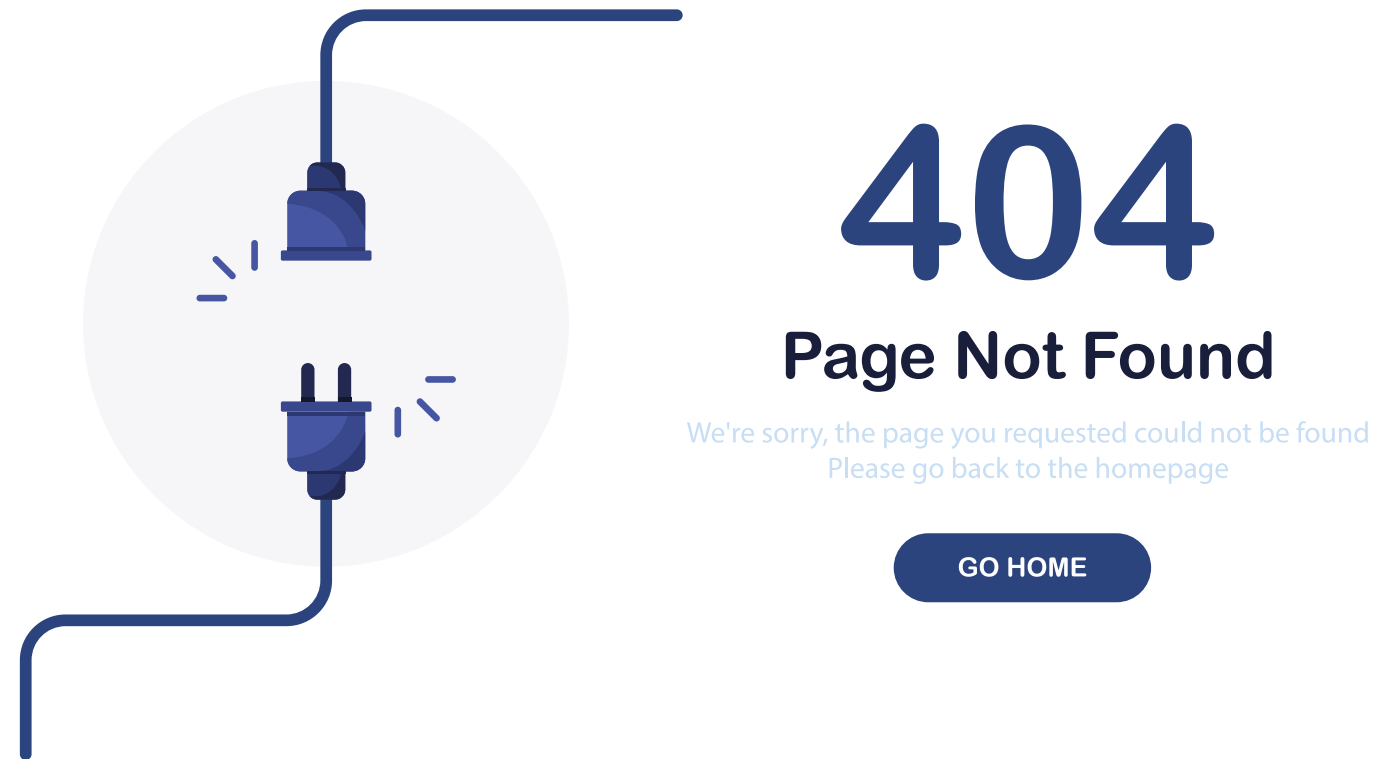 404
Page Not Found
We're sorry, the page you requested could not be found
Please go back to the homepage
GO HOME